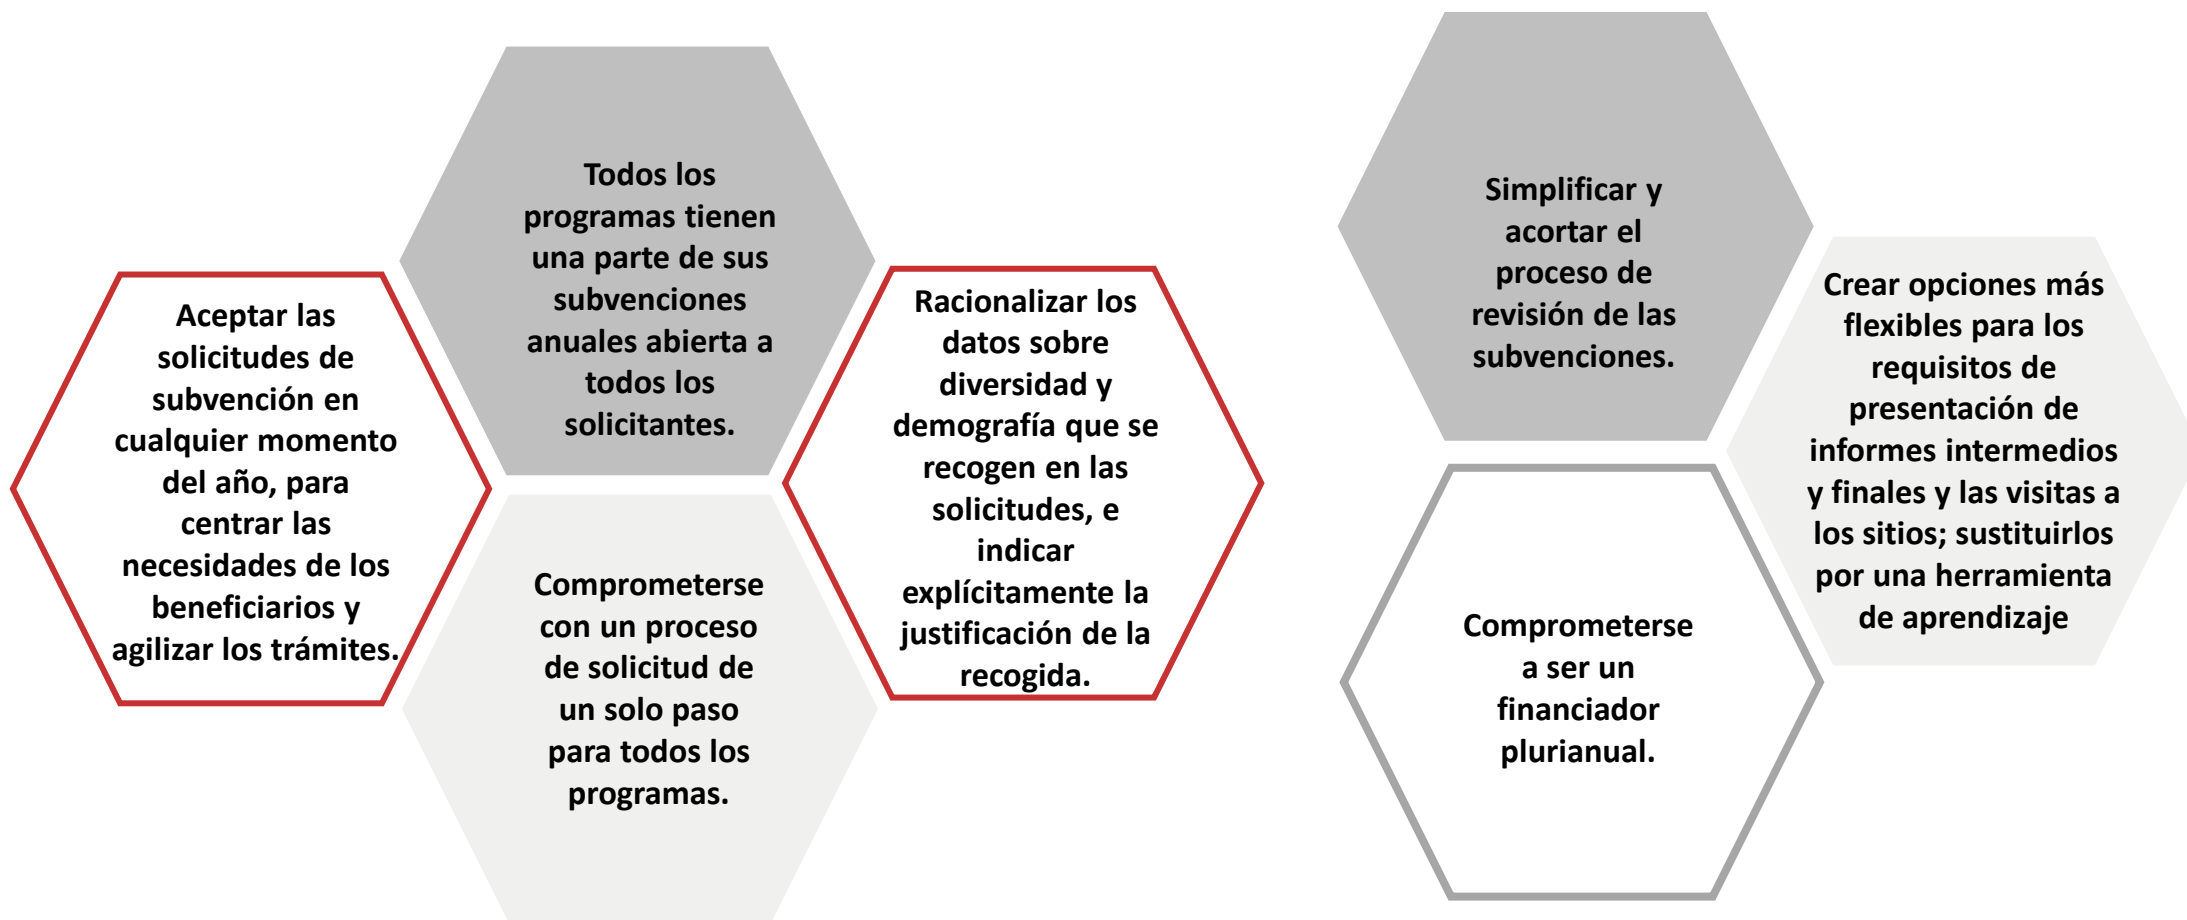 Aceptar las
solicitudes de
subvención en
cualquier momento
del año, para
centrar las
necesidades de los
beneficiarios y
agilizar los trámites.
Todos los
programas tienen
una parte de sus
subvenciones
anuales abierta a
todos los
solicitantes.
Comprometerse
con un proceso
de solicitud de
un solo paso
para todos los
programas.
Racionalizar los
datos sobre
diversidad y
demografía que se
recogen en las
solicitudes, e
indicar
explícitamente la
justificación de la
recogida.
Simplificar y
acortar el
proceso de
revisión de las
subvenciones.
Comprometerse
a ser un
financiador
plurianual.
Crear opciones más
flexibles para los
requisitos de
presentación de
informes intermedios
y finales y las visitas a
los sitios; sustituirlos
por una herramienta
de aprendizaje